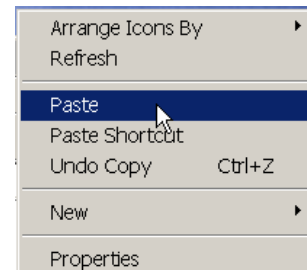 Arrange Icons By
Refresh
Paste
Paste Shortcut
Undo Copy Ctrl+Z
New
Properties